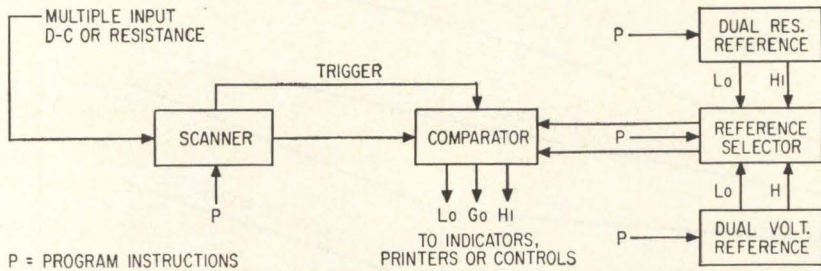 MULTIPLE INPUT
D-C OR RESISTANCE
TRIGGER
SCANNER
P
COMPARATOR
Lo Go Hi
TO INDICATORS,
PRINTERS OR CONTROLS
P
DUAL RES.
REFERENCE
Lo Hi
P
REFERENCE
SELECTOR
Lo H
P
DUAL VOLT.
REFERENCE
P = PROGRAM INSTRUCTIONS